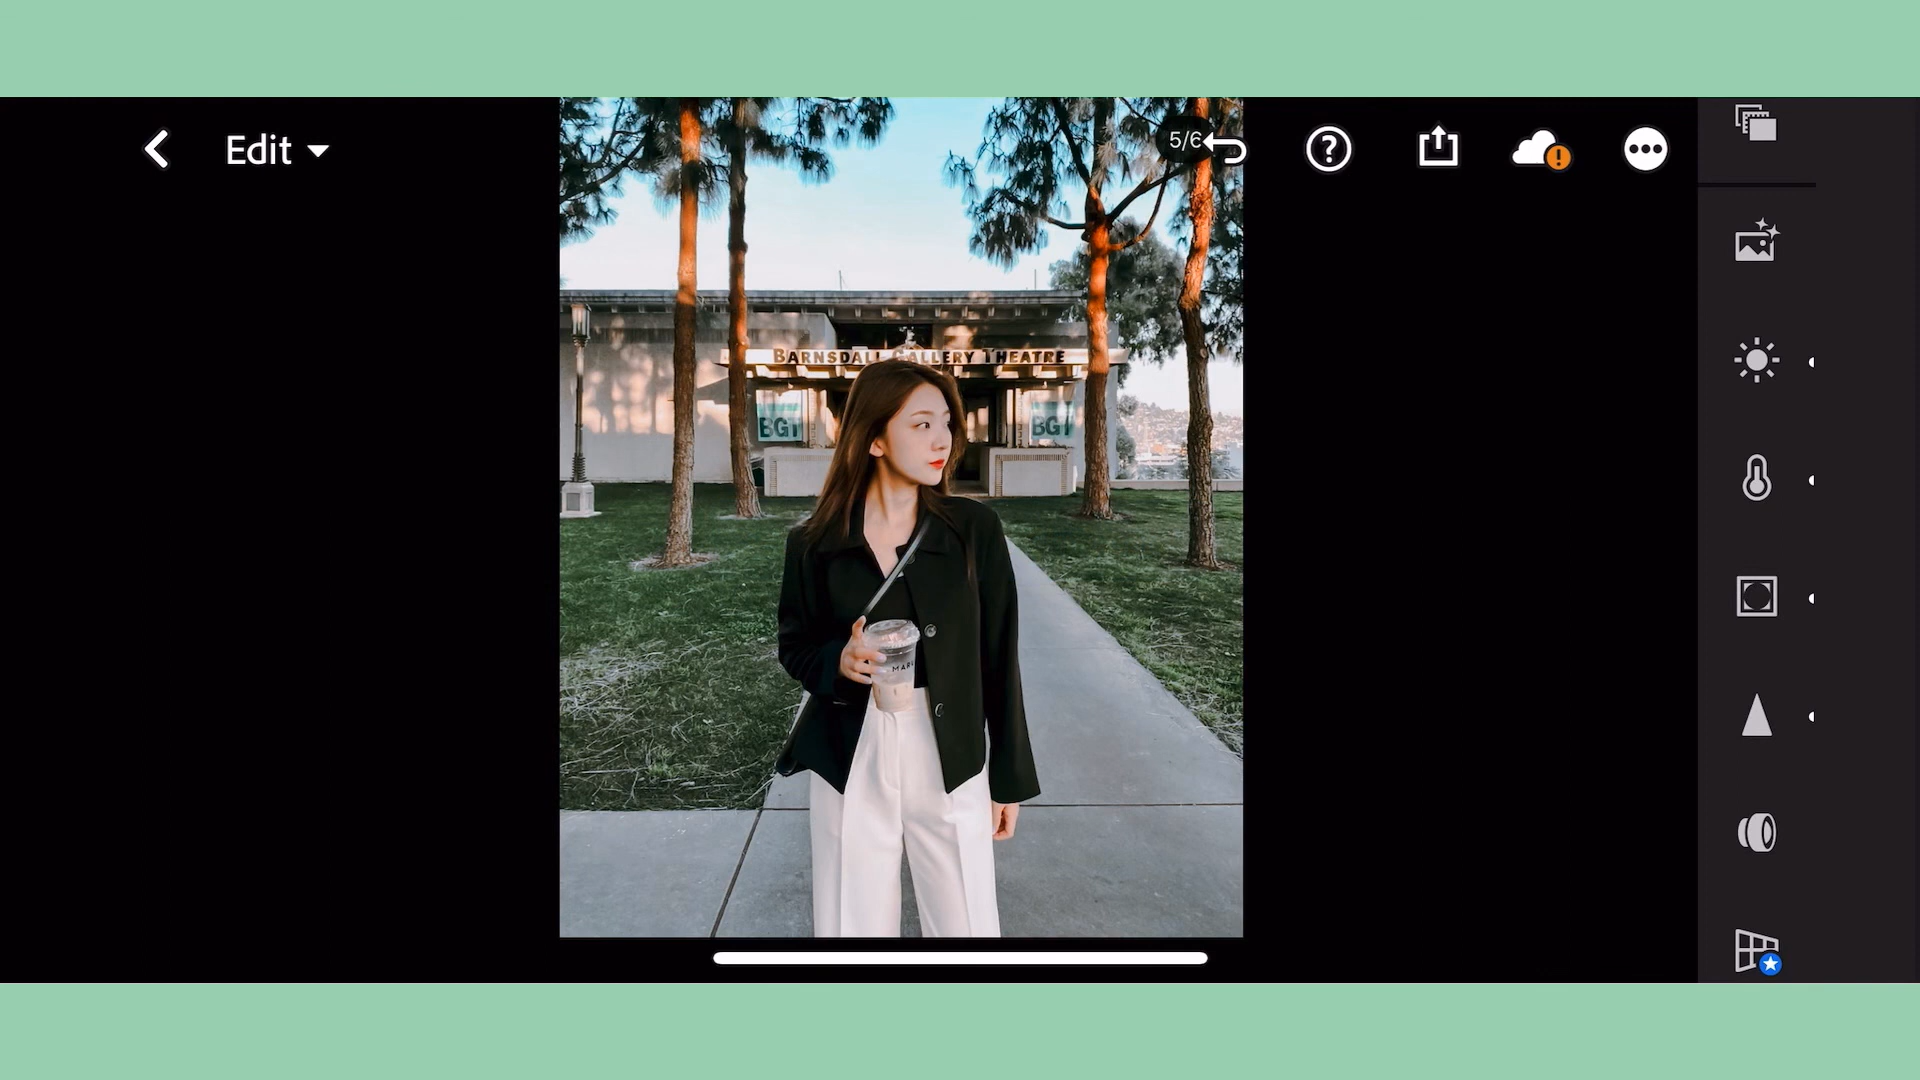 Edit
5/6
?
!
BARNSDALL GALLERY THEATRE
BGT
BGT